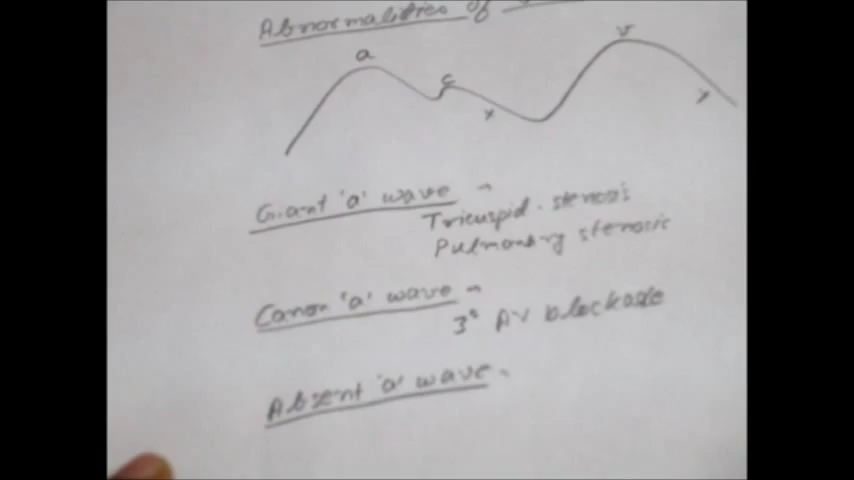 Abnormalities of
a
c
v
x
y
Giant 'a' wave -
Tricuspid. stenosis
Pulmonary stenosis
Canon 'a' wave -
3° AV blockade
Absent 'a' wave -